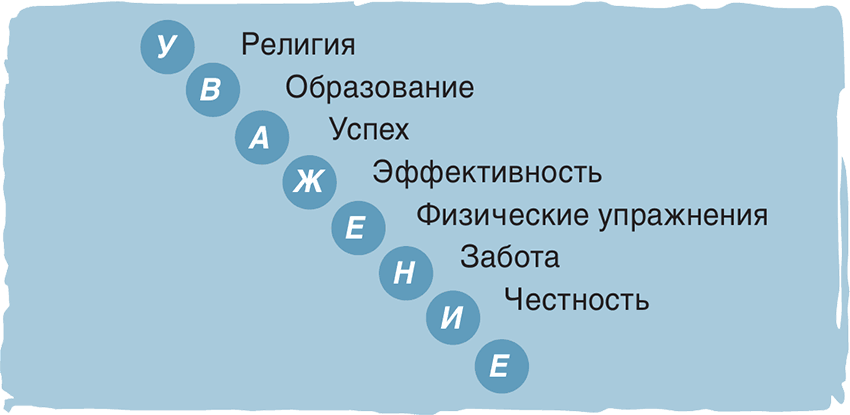 У Религия
В Образование
А Успех
Ж Эффективность
Е Физические упражнения
Н Забота
И Честность
Е